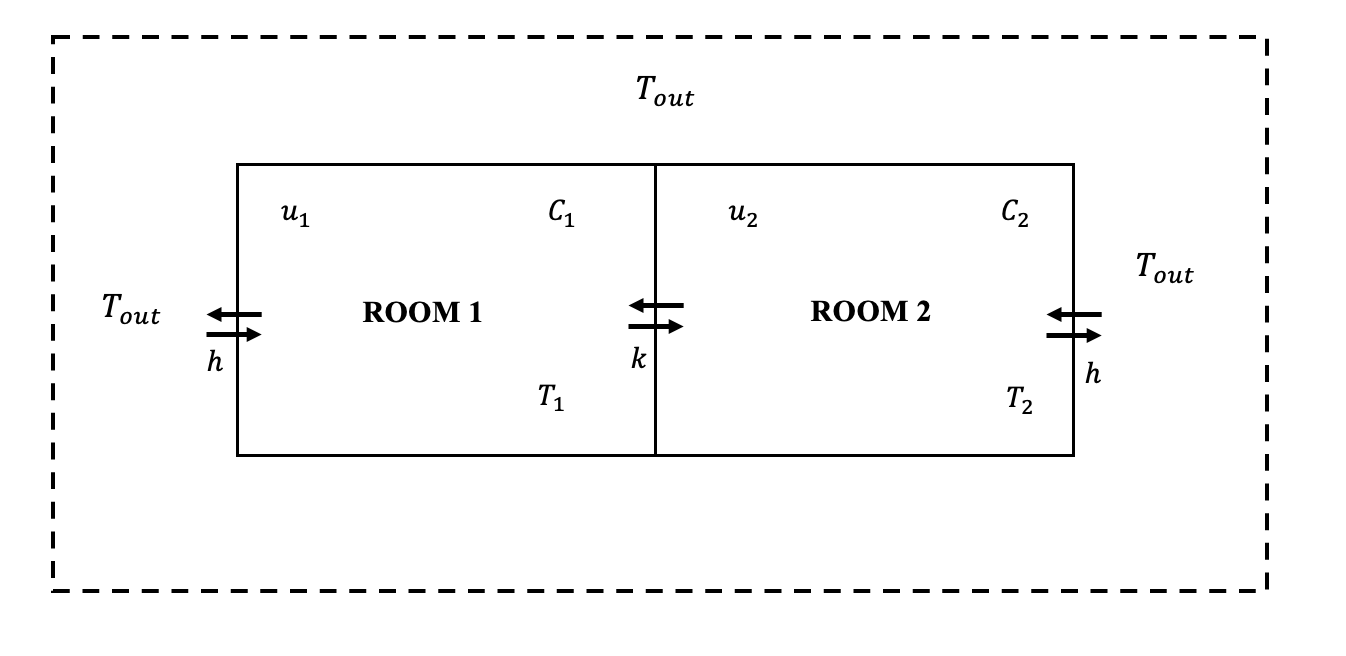 T_out
u_1 C_1 u_2 C_2
T_out
T_out ROOM 1 ROOM 2
h k h
T_1 T_2